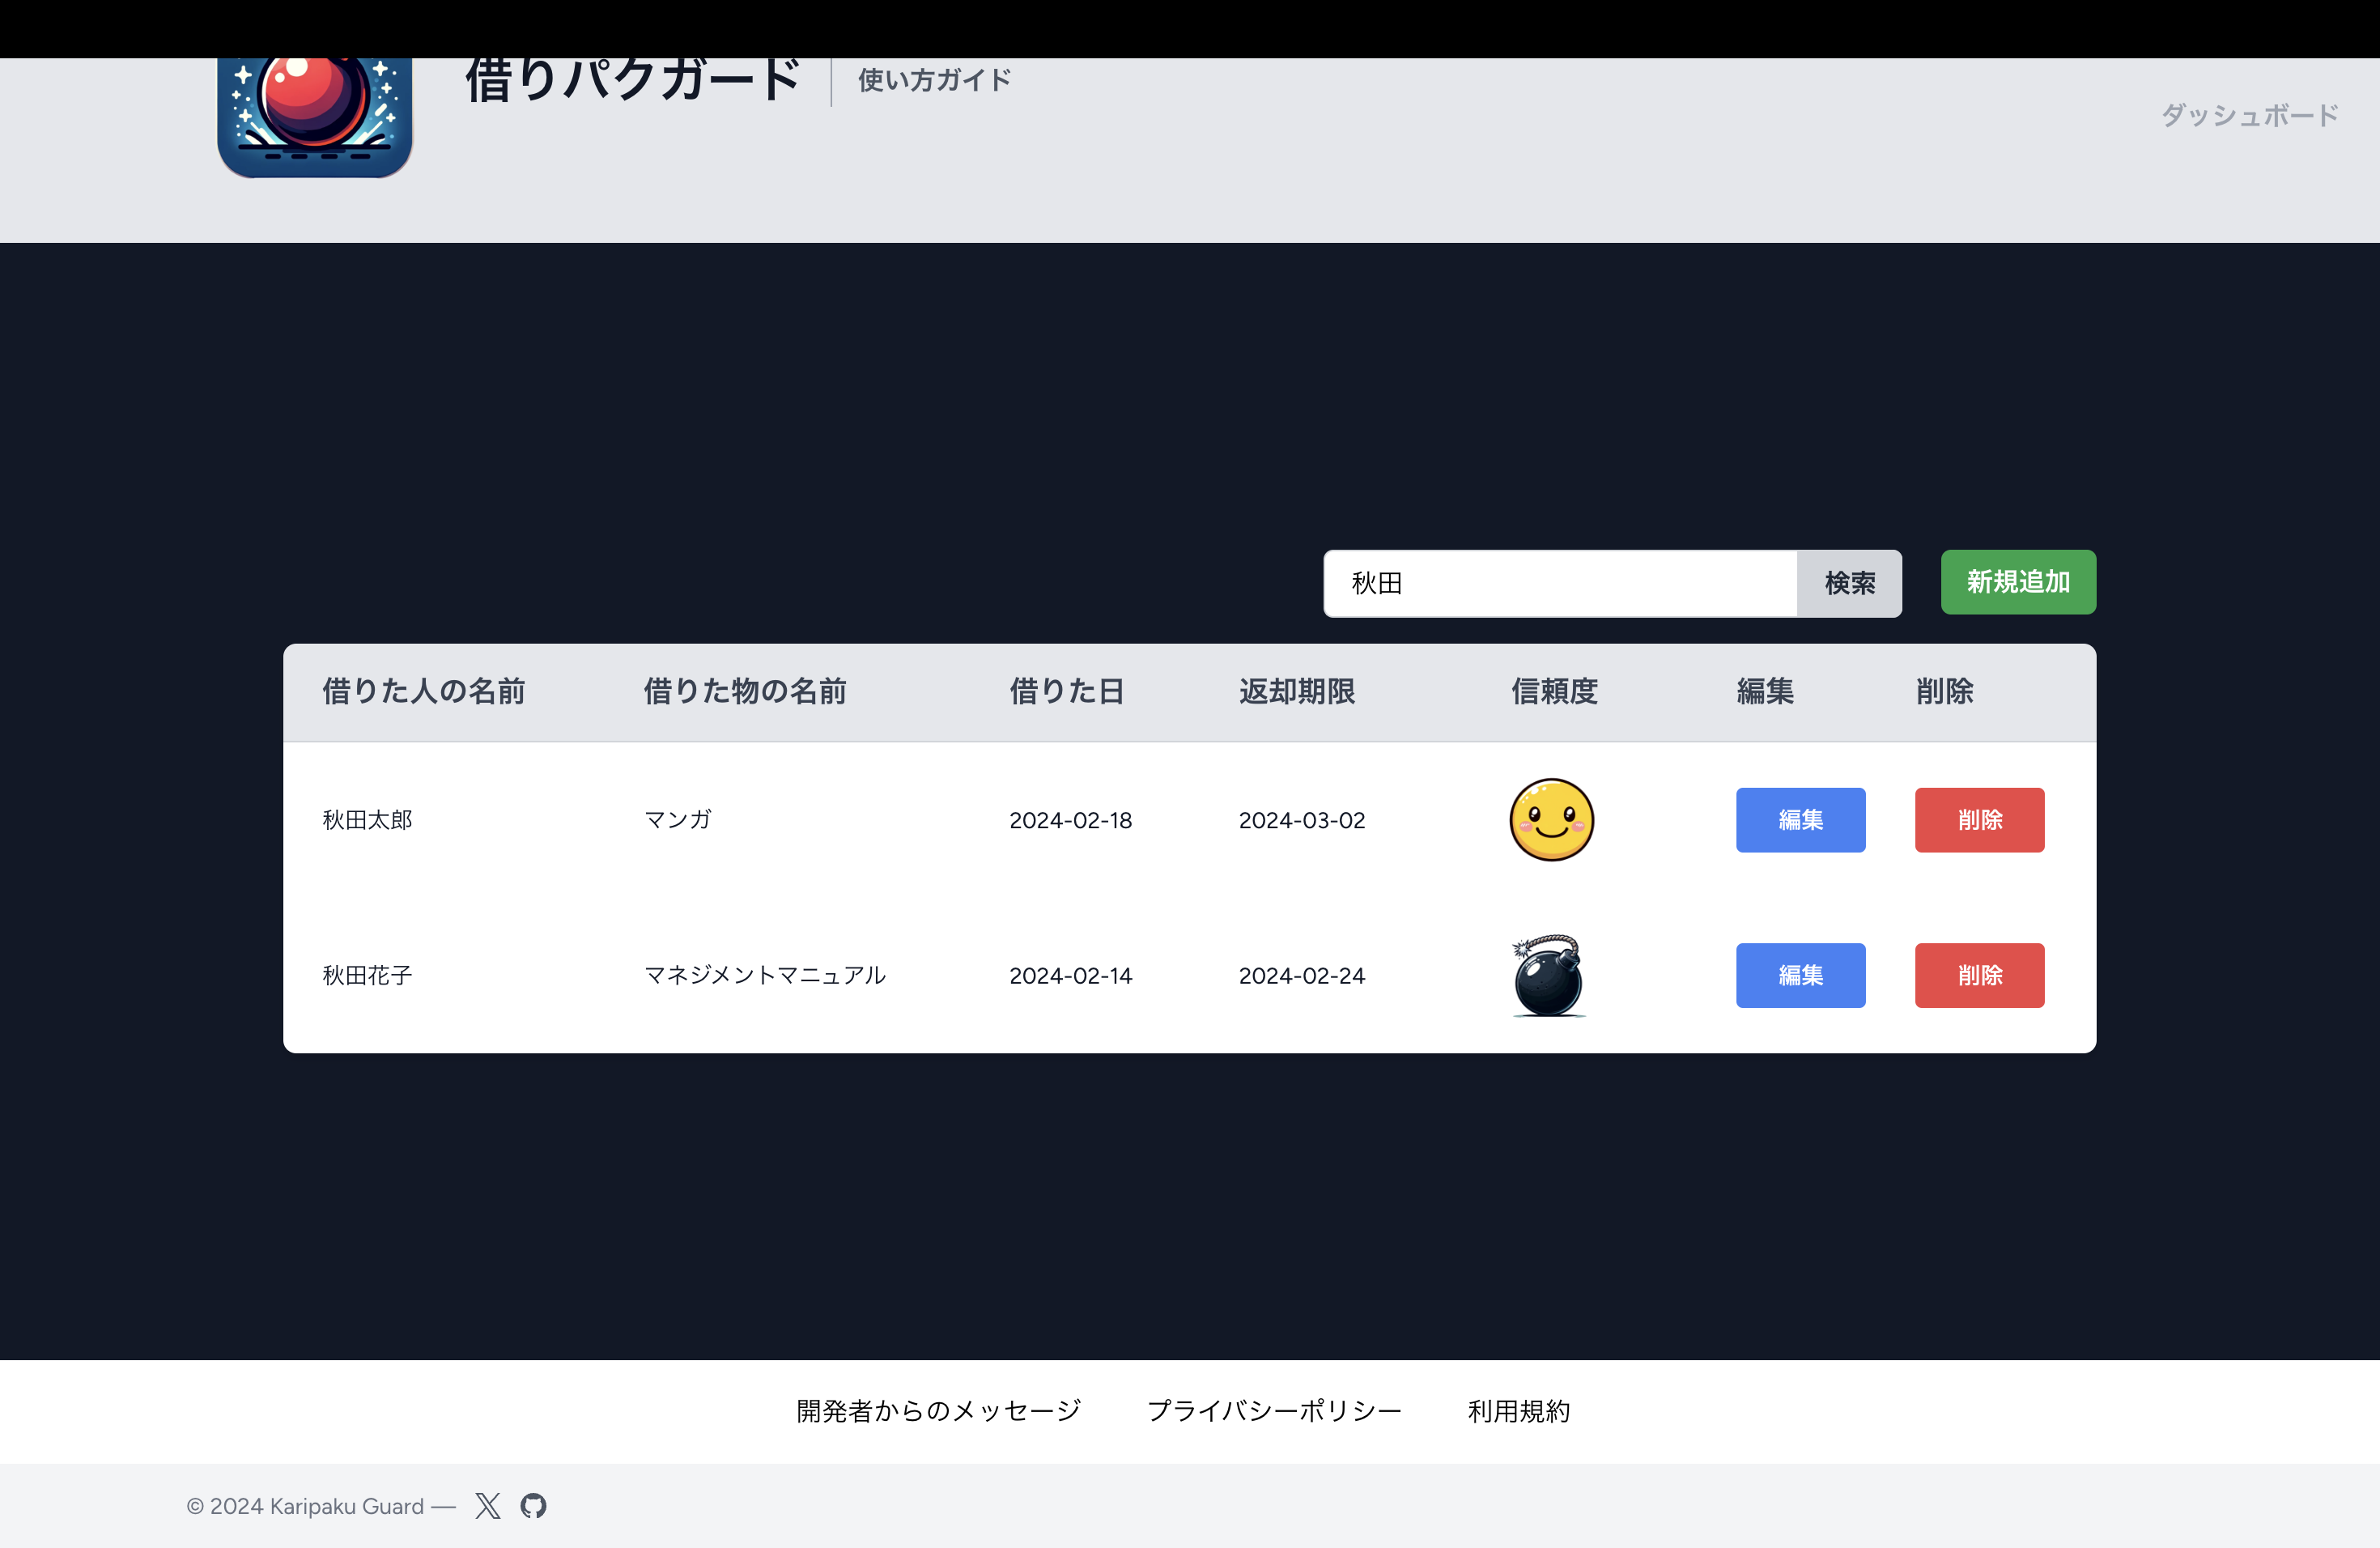 借りパクガード
使い方ガイド
ダッシュボード
秋田
検索
新規追加
借りた人の名前 借りた物の名前 借りた日 返却期限 信頼度 編集 削除
秋田太郎 マンガ 2024-02-18 2024-03-02 編集 削除
秋田花子 マネジメントマニュアル 2024-02-14 2024-02-24 編集 削除
開発者からのメッセージ プライバシーポリシー 利用規約
© 2024 Karipaku Guard —